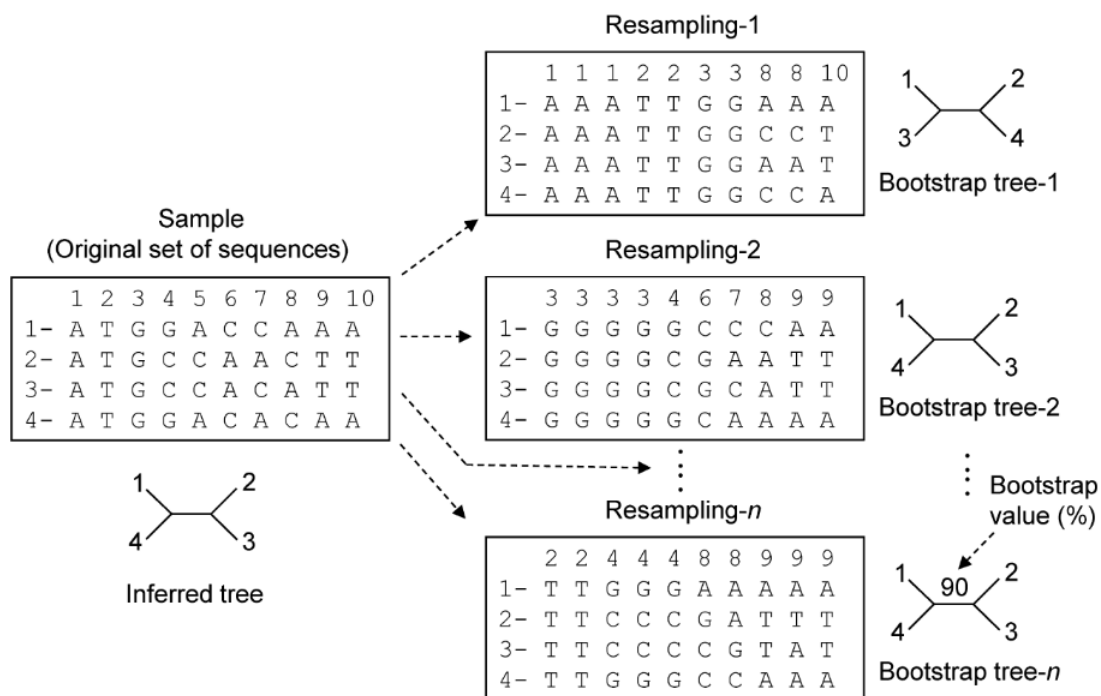 Resampling-1
1 1 1 2 2 3 3 8 8 10
1- A A A T T G G A A A
2- A A A T T G G C C T
3- A A A T T G G A A T
4- A A A T T G G C C A
1 2
3 4
Bootstrap tree-1
Sample
(Original set of sequences)
1 2 3 4 5 6 7 8 9 10
1- A T G G A C C A A A
2- A T G C C A A C T T
3- A T G C C A C A T T
4- A T G G A C A C A A
1 2
4 3
Inferred tree
Resampling-2
3 3 3 3 4 6 7 8 9 9
1- G G G G G C C C A A
2- G G G G C G A A T T
3- G G G G C G C A T T
4- G G G G G C A A A A
1 2
4 3
Bootstrap tree-2
Bootstrap
value (%)
Resampling-n
2 2 4 4 4 8 8 9 9 9
1- T T G G G A A A A A
2- T T C C C G A T T T
3- T T C C C C G T A T
4- T T G G G C C A A A
1 90 2
4 3
Bootstrap tree-n